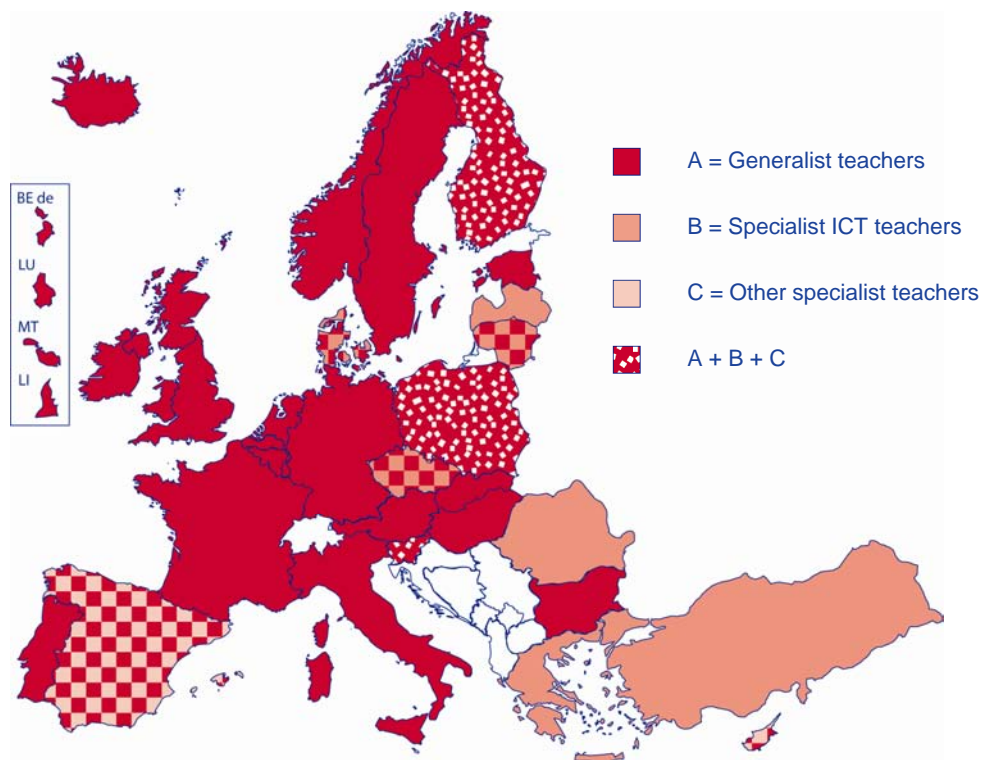 BE de
LU
MT
LI
A = Generalist teachers
B = Specialist ICT teachers
C = Other specialist teachers
A + B + C